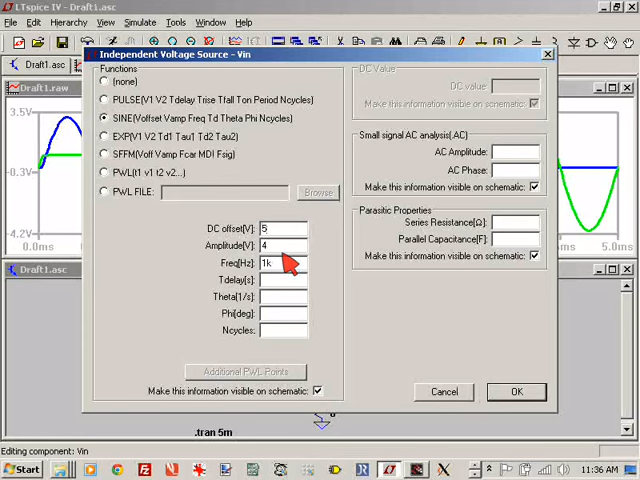 LTspice IV - Draft1.asc
File Edit Hierarchy View Simulate Tools Window Help
Draft1.asc
Independent Voltage Source - Vin
Draft1.raw
3.5V
-0.3V
-4.2V
0.0ms
5.0ms
Draft1.asc
Functions
(none)
PULSE(V1 V2 Tdelay Trise Tfall Ton Period Ncycles)
SINE(Voffset Vamp Freq Td Theta Phi Ncycles)
EXP(V1 V2 Td1 Tau1 Td2 Tau2)
SFFM(Voff Vamp Fcar MDI Fsig)
PWL(t1 v1 t2 v2...)
PWL FILE:
Browse
DC offset[V]: 5
Amplitude[V]: 4
Freq[Hz]: 1k
Tdelay[s]:
Theta[1/s]:
Phi[deg]:
Ncycles:
Additional PWL Points
Make this information visible on schematic:
DC Value
DC value:
Make this information visible on schematic:
Small signal AC analysis(.AC)
AC Amplitude:
AC Phase:
Make this information visible on schematic:
Parasitic Properties
Series Resistance[Ω]:
Parallel Capacitance[F]:
Make this information visible on schematic:
Cancel
OK
.tran 5m
Editing component: Vin
Start
11:36 AM